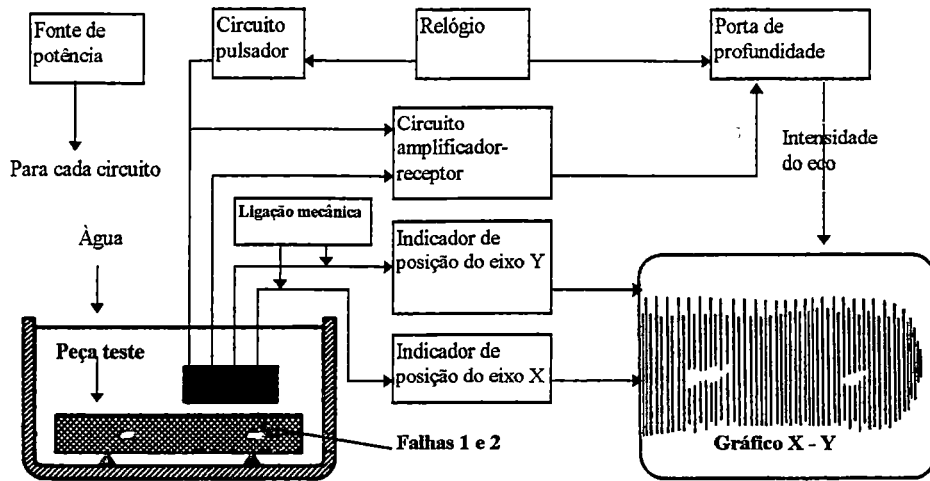 Fonte de
potência
Circuito
pulsador
Relógio
Porta de
profundidade
Para cada circuito
Circuito
amplificador-
receptor
Intensidade
do eco
Ligação mecânica
Àgua
Indicador de
posição do eixo Y
Peça teste
Indicador de
posição do eixo X
Falhas 1 e 2
Gráfico X - Y